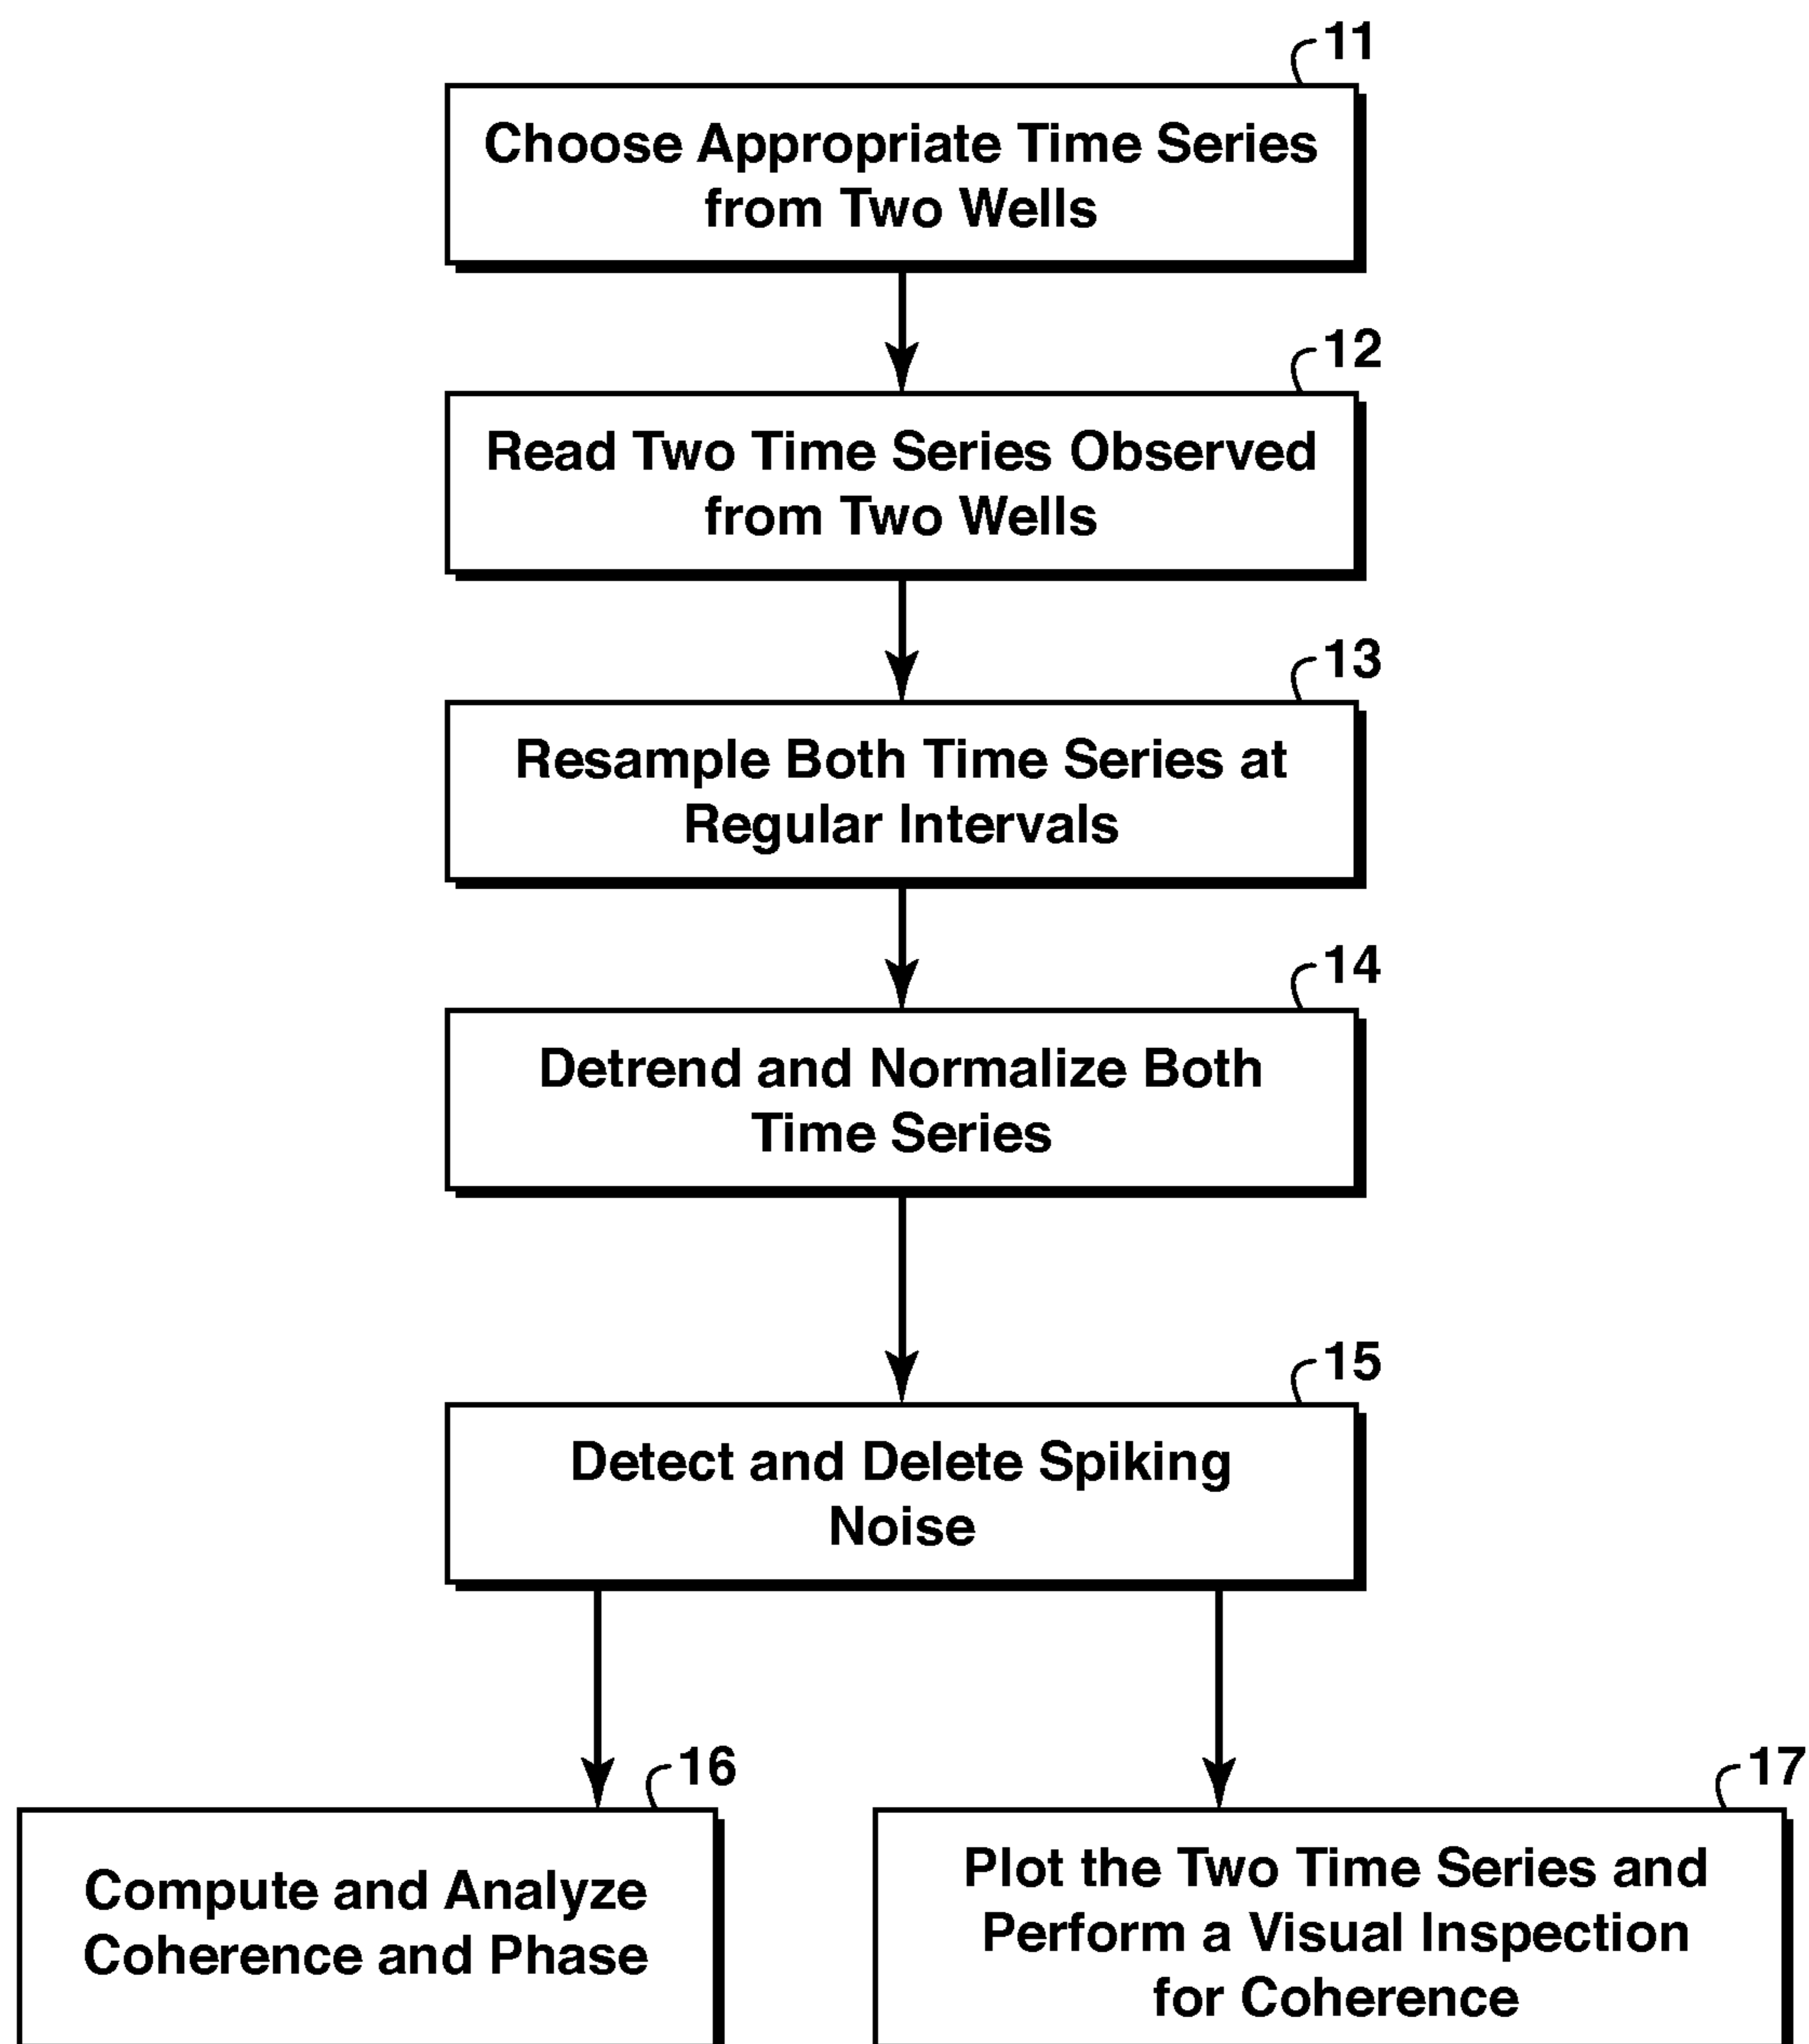 11
Choose Appropriate Time Series
from Two Wells
12
Read Two Time Series Observed
from Two Wells
13
Resample Both Time Series at
Regular Intervals
14
Detrend and Normalize Both
Time Series
15
Detect and Delete Spiking
Noise
16
Compute and Analyze
Coherence and Phase
17
Plot the Two Time Series and
Perform a Visual Inspection
for Coherence